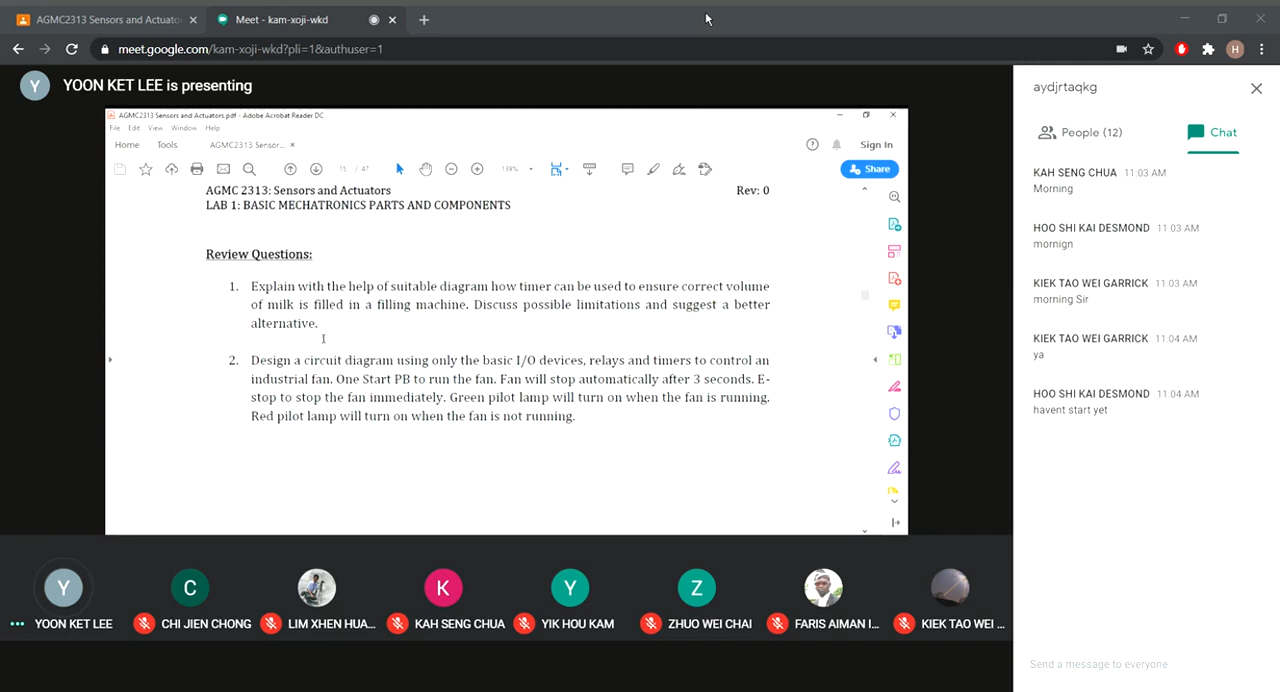 AGMC2313 Sensors and Actuato
Meet - kam-xoji-wkd
meet.google.com/kam-xoji-wkd?pli=1&authuser=1
H
Y
YOON KET LEE is presenting
AGMC2313 Sensors and Actuators.pdf - Adobe Acrobat Reader DC
File Edit View Window Help
Home Tools AGMC2313 Sensor...
Sign In
15 / 47
139%
Share
AGMC 2313: Sensors and Actuators Rev: 0
LAB 1: BASIC MECHATRONICS PARTS AND COMPONENTS
Review Questions:
1. Explain with the help of suitable diagram how timer can be used to ensure correct volume
of milk is filled in a filling machine. Discuss possible limitations and suggest a better
alternative.
2. Design a circuit diagram using only the basic I/O devices, relays and timers to control an
industrial fan. One Start PB to run the fan. Fan will stop automatically after 3 seconds. E-
stop to stop the fan immediately. Green pilot lamp will turn on when the fan is running.
Red pilot lamp will turn on when the fan is not running.
Y
C
K
Y
Z
YOON KET LEE
CHI JIEN CHONG
LIM XHEN HUA...
KAH SENG CHUA
YIK HOU KAM
ZHUO WEI CHAI
FARIS AIMAN I...
KIEK TAO WEI ...
aydjrtaqkg
People (12)
Chat
KAH SENG CHUA 11:03 AM
Morning
HOO SHI KAI DESMOND 11:03 AM
mornign
KIEK TAO WEI GARRICK 11:03 AM
morning Sir
KIEK TAO WEI GARRICK 11:04 AM
ya
HOO SHI KAI DESMOND 11:04 AM
havent start yet
Send a message to everyone